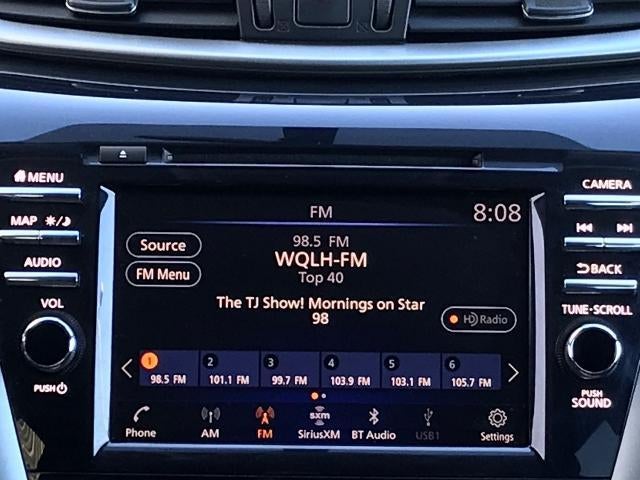 MENU
MAP
AUDIO
VOL
PUSH
FM
8:08
Source
FM Menu
98.5 FM
WQLH-FM
Top 40
The TJ Show! Mornings on Star
98
HD Radio
1 2 3 4 5 6
98.5 FM 101.1 FM 99.7 FM 103.9 FM 103.1 FM 105.7 FM
sxm
Phone AM FM SiriusXM BT Audio USB1 Settings
CAMERA
BACK
TUNE·SCROLL
PUSH
SOUND